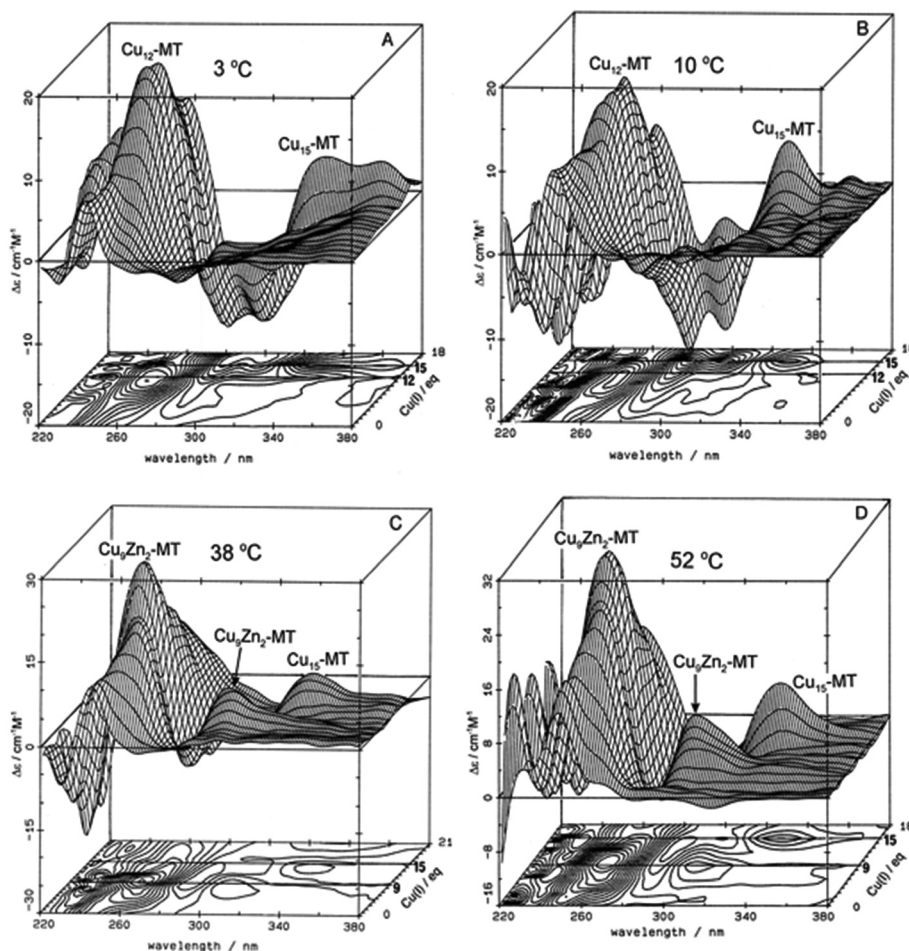 A
Cu12-MT
3 °C
Cu15-MT
20
10
0
-10
-20
Δε / cm⁻¹M⁻¹
18
15
12
0
Cu(I) / eq
220
260
300
340
380
wavelength / nm
B
Cu12-MT
10 °C
Cu15-MT
20
10
0
-10
-20
Δε / cm⁻¹M⁻¹
15
12
0
Cu(I) / eq
220
260
300
340
380
wavelength / nm
C
Cu9Zn2-MT
38 °C
Cu9Zn2-MT
Cu15-MT
30
15
0
-15
-30
Δε / cm⁻¹M⁻¹
21
15
9
0
Cu(I) / eq
220
260
300
340
380
wavelength / nm
D
Cu9Zn2-MT
52 °C
Cu9Zn2-MT
Cu15-MT
32
24
16
8
0
-8
-16
Δε / cm⁻¹M⁻¹
15
9
0
Cu(I) / eq
220
260
300
340
380
wavelength / nm